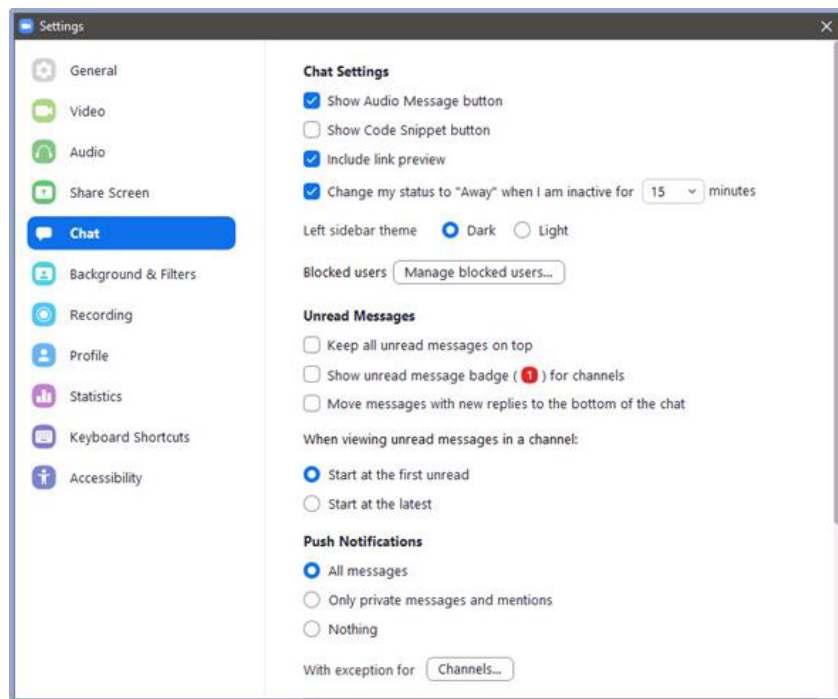 Settings
General
Video
Audio
Share Screen
Chat
Background & Filters
Recording
Profile
Statistics
Keyboard Shortcuts
Accessibility
Chat Settings
Show Audio Message button
Show Code Snippet button
Include link preview
Change my status to "Away" when I am inactive for 15 minutes
Left sidebar theme Dark Light
Blocked users Manage blocked users...
Unread Messages
Keep all unread messages on top
Show unread message badge ( 1 ) for channels
Move messages with new replies to the bottom of the chat
When viewing unread messages in a channel:
Start at the first unread
Start at the latest
Push Notifications
All messages
Only private messages and mentions
Nothing
With exception for Channels...